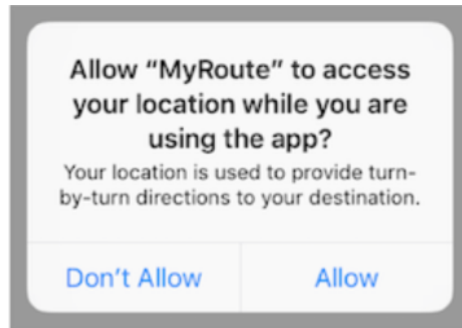 Allow “MyRoute” to access
your location while you are
using the app?
Your location is used to provide turn-
by-turn directions to your destination.
Don’t Allow
Allow